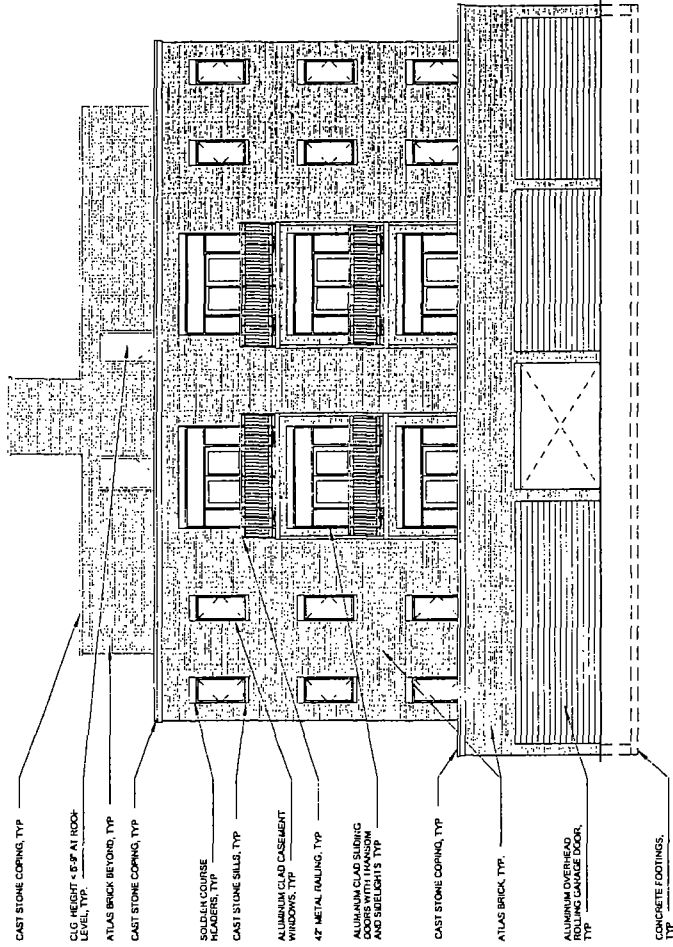 CAST STONE COPING, TYP
CLG HEIGHT < 5'-9" AT ROOF
LEVEL, TYP.
ATLAS BRICK BEYOND, TYP
CAST STONE COPING, TYP
SOLDIER COURSE
HEADERS, TYP
CAST STONE SILLS, TYP
ALUMINUM CLAD CASEMENT
WINDOWS, TYP
42" METAL RAILING, TYP
ALUMINUM CLAD SLIDING
DOORS WITH TRANSOM
AND SIDELIGHTS TYP
CAST STONE COPING, TYP
ATLAS BRICK, TYP.
ALUMINUM OVERHEAD
ROLLING GARAGE DOOR,
TYP
CONCRETE FOOTINGS,
TYP